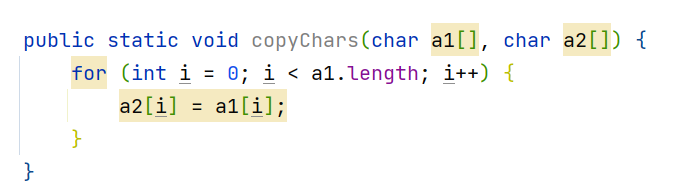 public static void copyChars(char a1[], char a2[]) {
    for (int i = 0; i < a1.length; i++) {
        a2[i] = a1[i];
    }
}